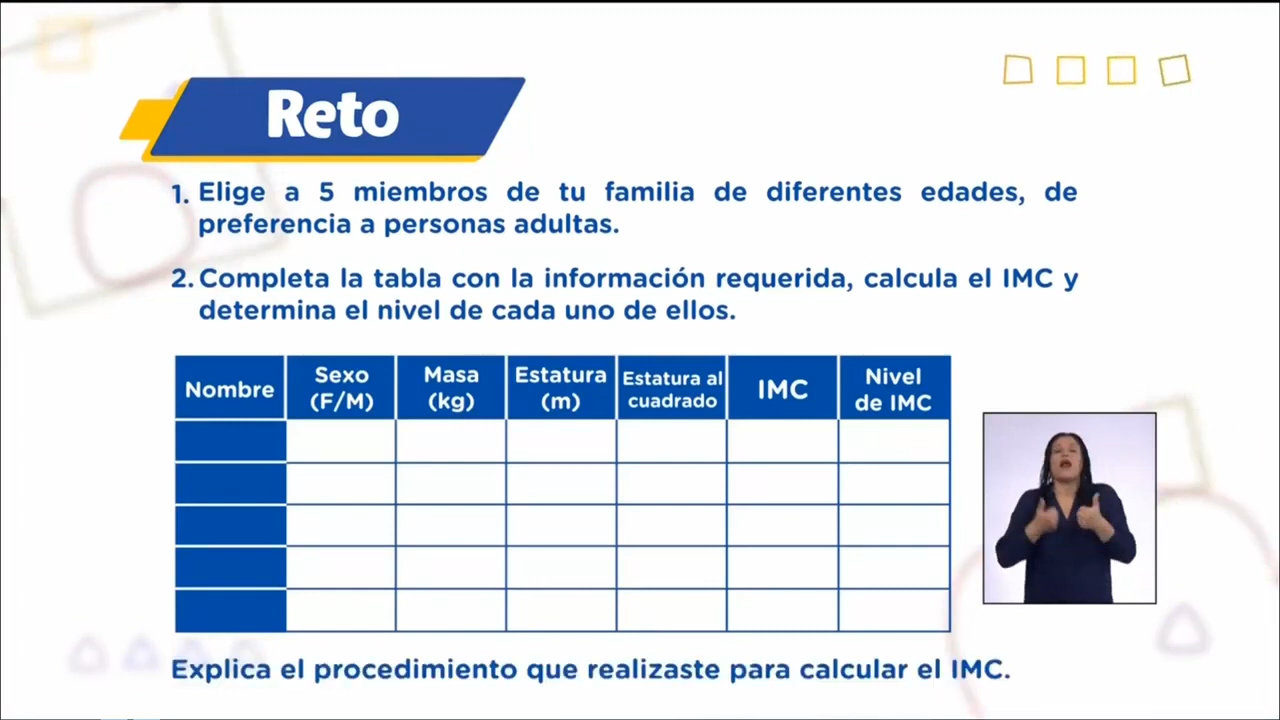 Reto
1. Elige a 5 miembros de tu familia de diferentes edades, de
preferencia a personas adultas.
2. Completa la tabla con la información requerida, calcula el IMC y
determina el nivel de cada uno de ellos.
Nombre
Sexo
(F/M)
Masa
(kg)
Estatura
(m)
Estatura al
cuadrado
IMC
Nivel
de IMC
Explica el procedimiento que realizaste para calcular el IMC.